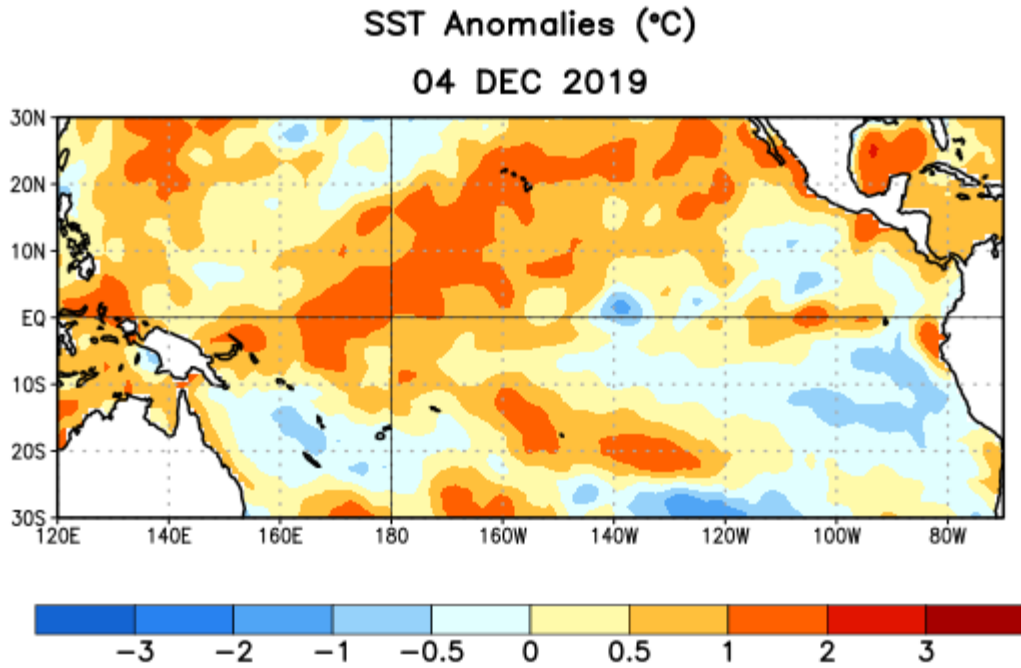 SST Anomalies (°C)
04 DEC 2019
30N
20N
10N
EQ
10S
20S
30S
120E 140E 160E 180 160W 140W 120W 100W 80W
-3 -2 -1 -0.5 0 0.5 1 2 3